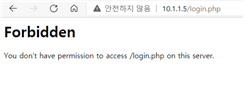 안전하지 않음 | 10.1.1.5/login.php
Forbidden
You don't have permission to access /login.php on this server.